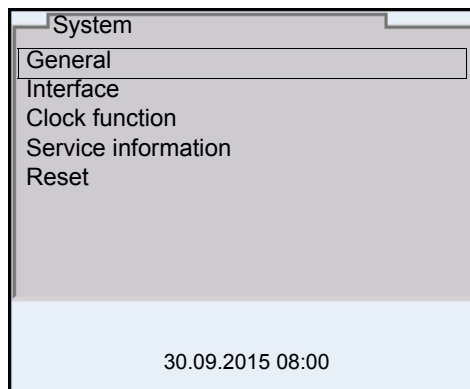 System
General
Interface
Clock function
Service information
Reset
30.09.2015 08:00